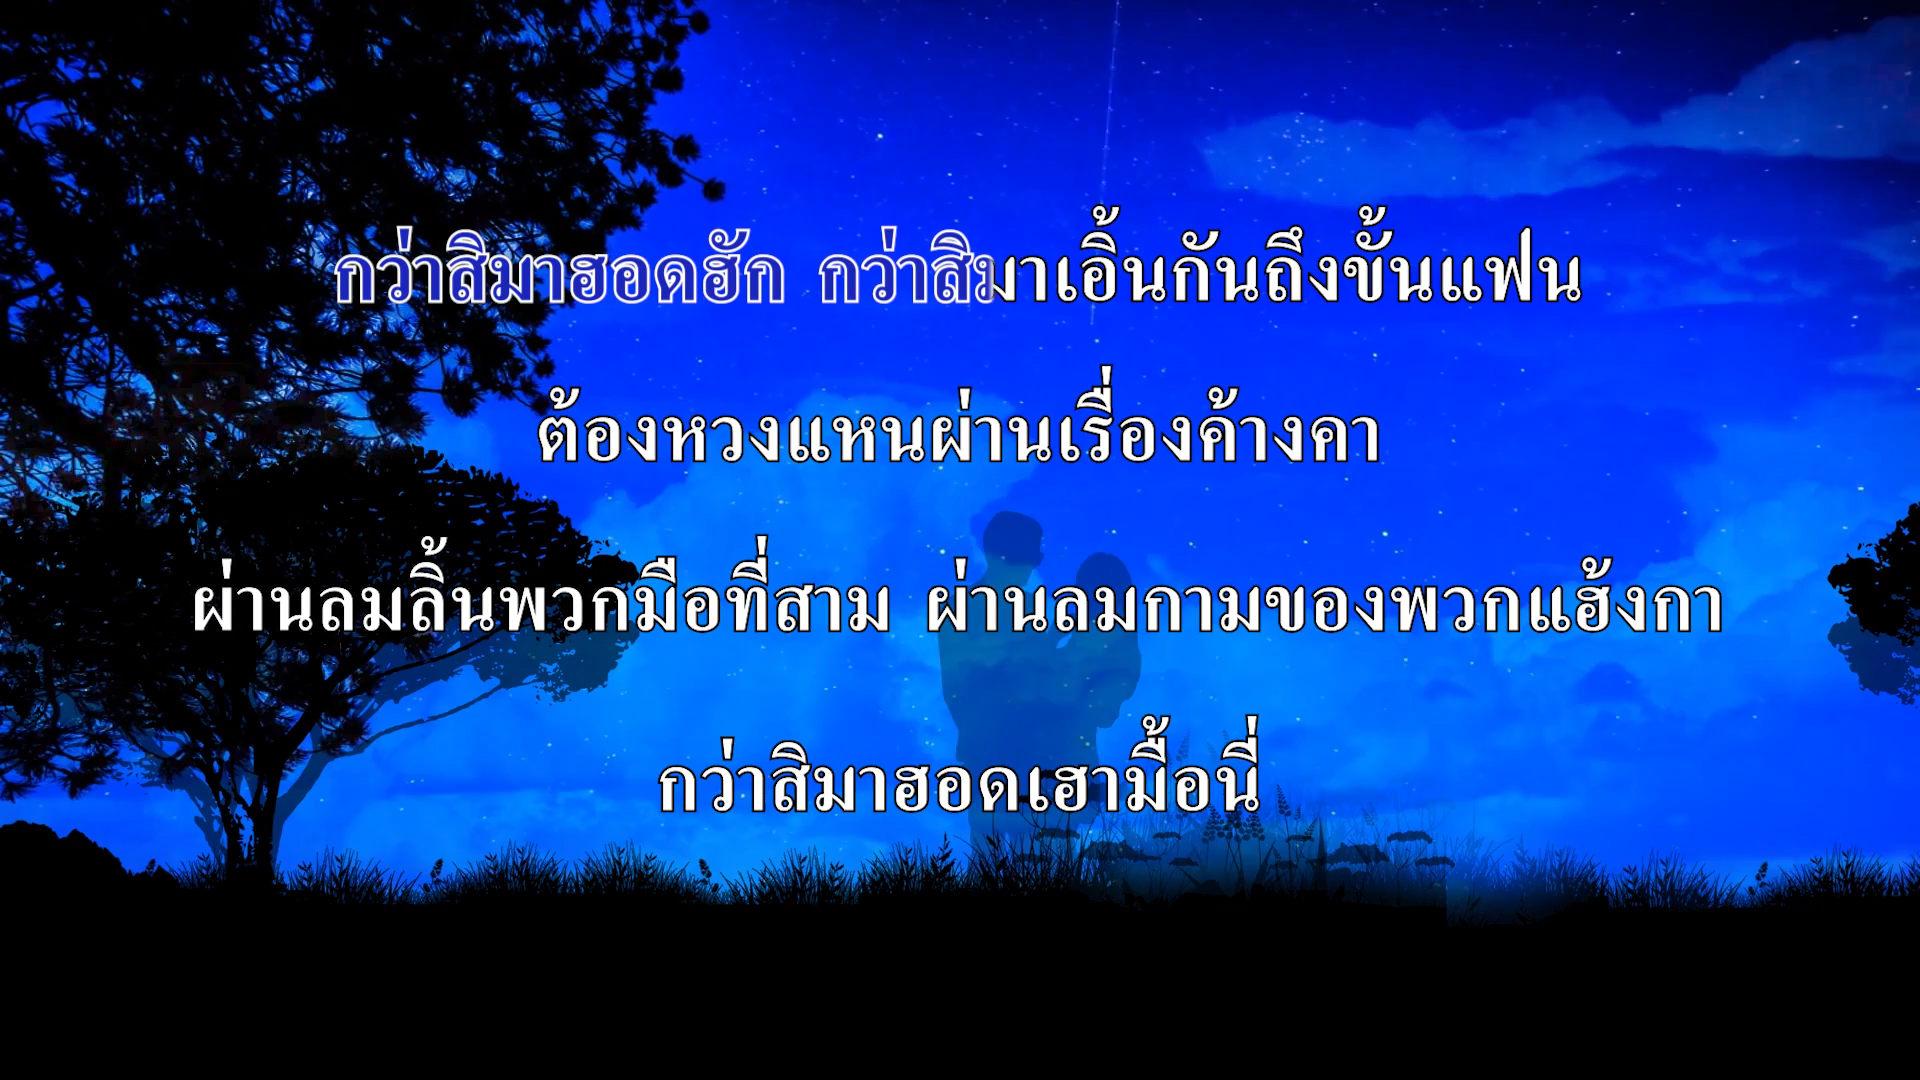 กว่าสิมาฮอดฮัก กว่าสิมาเอิ้นกันถึงขั้นแฟน
ต้องหวงแหนผ่านเรื่องค้างคา
ผ่านลมลิ้นพวกมือที่สาม ผ่านลมกามของพวกแฮ้งกา
กว่าสิมาฮอดเฮามื้อนี่